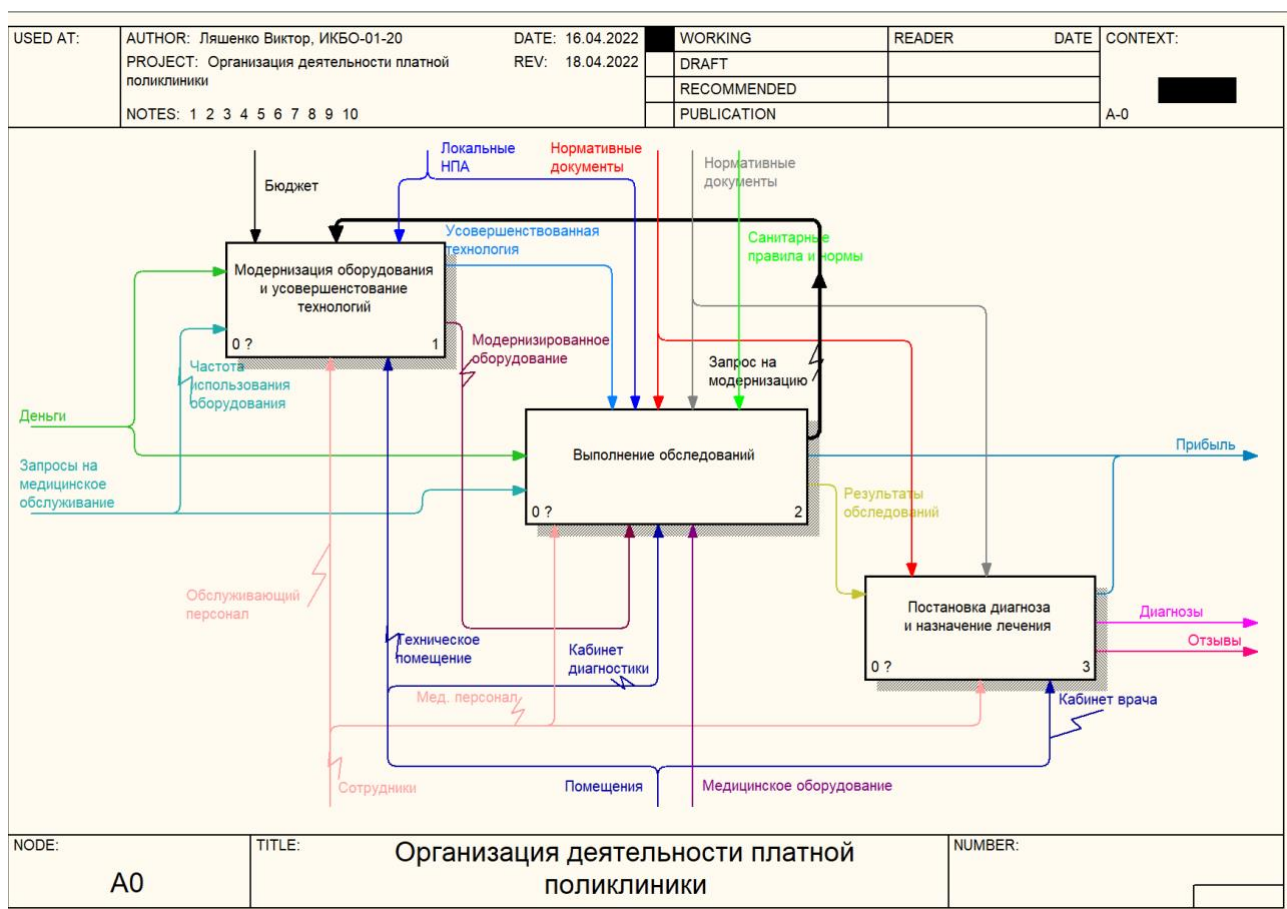 USED AT:
AUTHOR: Ляшенко Виктор, ИКБО-01-20
DATE: 16.04.2022
WORKING
READER
DATE
CONTEXT:
PROJECT: Организация деятельности платной
поликлиники
REV: 18.04.2022
DRAFT
RECOMMENDED
NOTES: 1 2 3 4 5 6 7 8 9 10
PUBLICATION
A-0
Локальные
НПА
Нормативные
документы
Нормативные
документы
Бюджет
Усовершенствованная
технология
Санитарные
правила и нормы
Модернизация оборудования
и усовершенстование
технологий
0 ?
1
Модернизированное
оборудование
Запрос на
модернизацию
Частота
использования
оборудования
Деньги
Запросы на
медицинское
обслуживание
Выполнение обследований
0 ?
2
Прибыль
Результаты
обследований
Обслуживающий
персонал
Постановка диагноза
и назначение лечения
0 ?
3
Диагнозы
Отзывы
Техническое
помещение
Кабинет
диагностики
Мед. персонал
Кабинет врача
Сотрудники
Помещения
Медицинское оборудование
NODE:
A0
TITLE:
Организация деятельности платной
поликлиники
NUMBER: